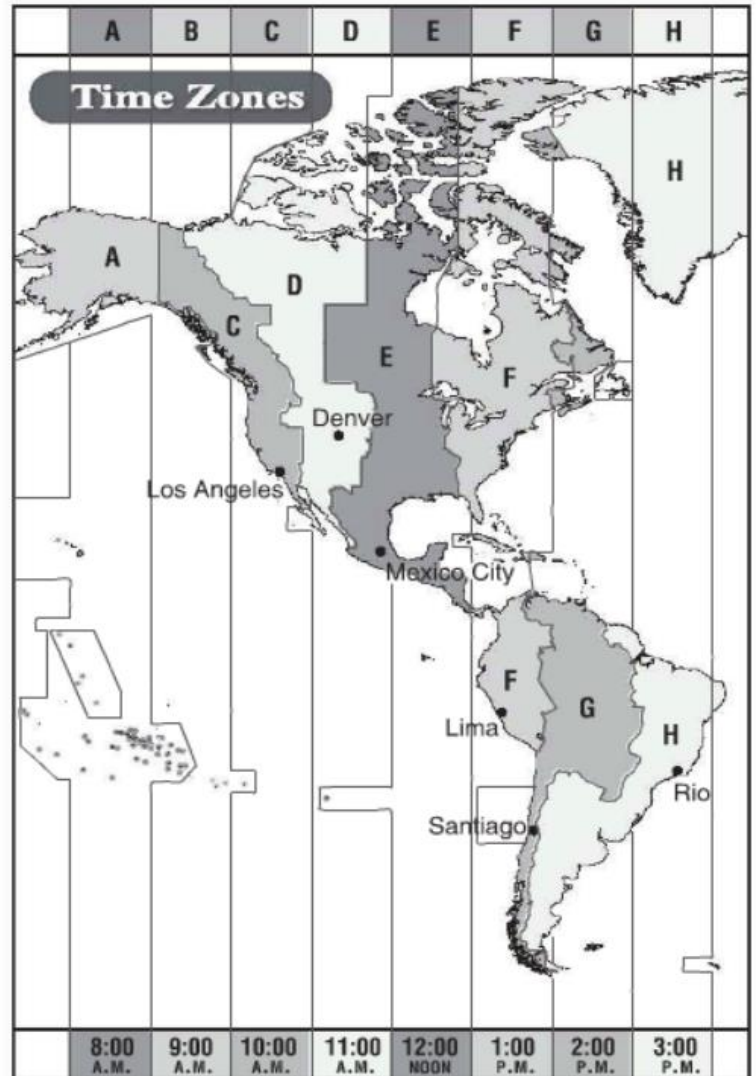 A B C D E F G H
Time Zones
H
A
D
C
E
F
Denver
Los Angeles
Mexico City
F
G
Lima
H
Rio
Santiago
8:00 9:00 10:00 11:00 12:00 1:00 2:00 3:00
A.M. A.M. A.M. A.M. NOON P.M. P.M. P.M.